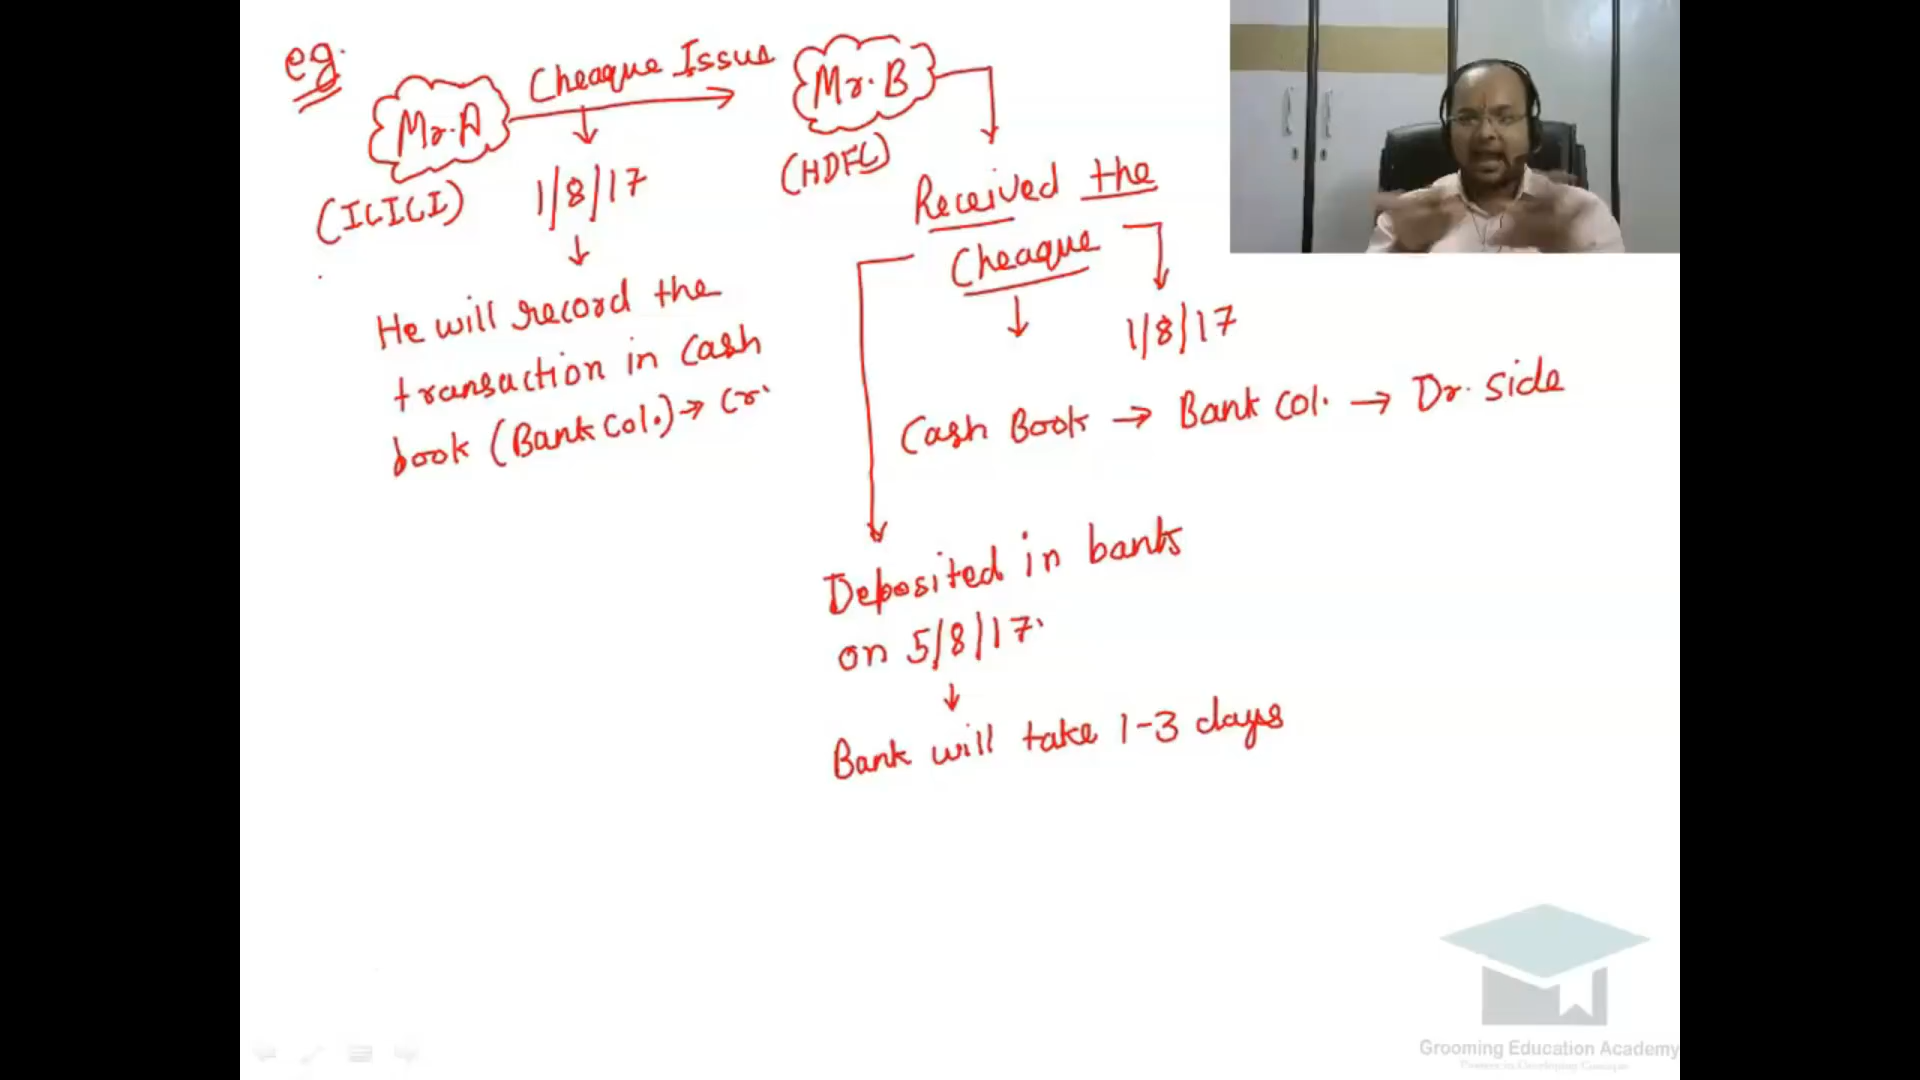 eg.
Mr. A
Cheaque Issue
Mr. B
(ICICI)
1/8/17
(HDFC)
He will record the
transaction in Cash
book (Bank Col.) → Cr.
Received the
Cheaque
1/8/17
Cash Book → Bank Col. → Dr. Side
Deposited in bank
on 5/8/17
Bank will take 1-3 days
Grooming Education Academy